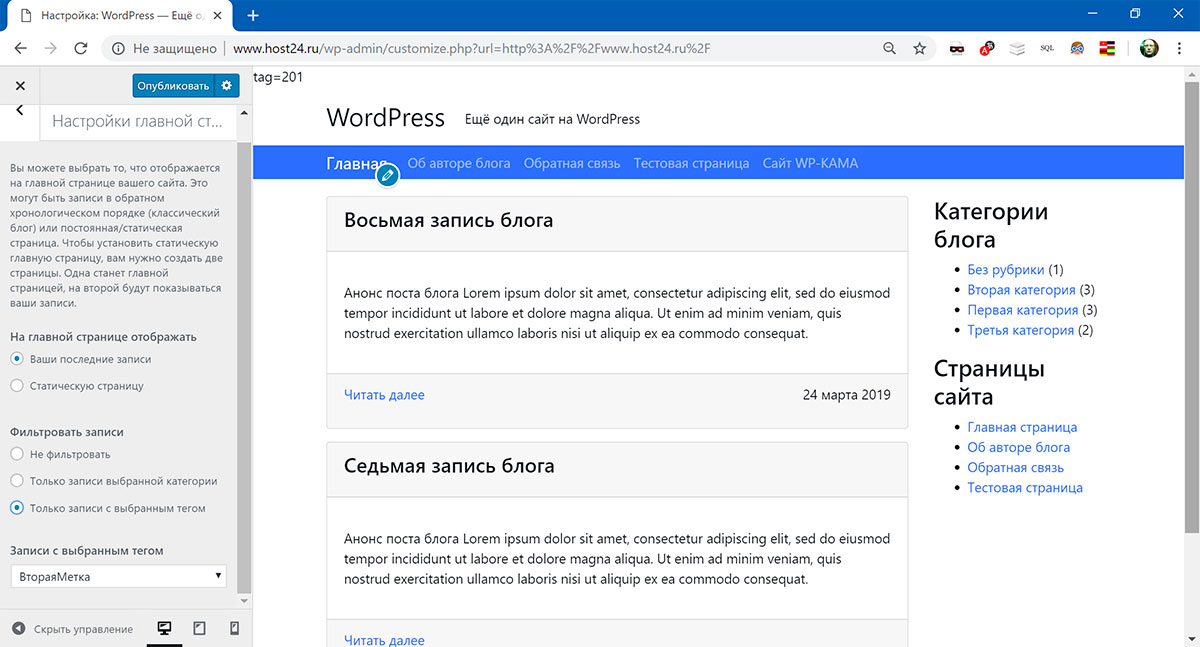 Настройка: WordPress — Ещё о
Не защищено
www.host24.ru/wp-admin/customize.php?url=http%3A%2F%2Fwww.host24.ru%2F
SQL
Опубликовать
Настройки главной ст...
Вы можете выбрать то, что отображается
на главной странице вашего сайта. Это
могут быть записи в обратном
хронологическом порядке (классический
блог) или постоянная/статическая
страница. Чтобы установить статическую
главную страницу, вам нужно создать две
страницы. Одна станет главной
страницей, на второй будут показываться
ваши записи.
На главной странице отображать
Ваши последние записи
Статическую страницу
Фильтровать записи
Не фильтровать
Только записи выбранной категории
Только записи с выбранным тегом
Записи с выбранным тегом
ВтораяМетка
Скрыть управление
tag=201
WordPress
Ещё один сайт на WordPress
Главная
Об авторе блога
Обратная связь
Тестовая страница
Сайт WP-KAMA
Восьмая запись блога
Анонс поста блога Lorem ipsum dolor sit amet, consectetur adipiscing elit, sed do eiusmod
tempor incididunt ut labore et dolore magna aliqua. Ut enim ad minim veniam, quis
nostrud exercitation ullamco laboris nisi ut aliquip ex ea commodo consequat.
Читать далее
24 марта 2019
Седьмая запись блога
Анонс поста блога Lorem ipsum dolor sit amet, consectetur adipiscing elit, sed do eiusmod
tempor incididunt ut labore et dolore magna aliqua. Ut enim ad minim veniam, quis
nostrud exercitation ullamco laboris nisi ut aliquip ex ea commodo consequat.
Читать далее
Категории
блога
Без рубрики (1)
Вторая категория (3)
Первая категория (3)
Третья категория (2)
Страницы
сайта
Главная страница
Об авторе блога
Обратная связь
Тестовая страница